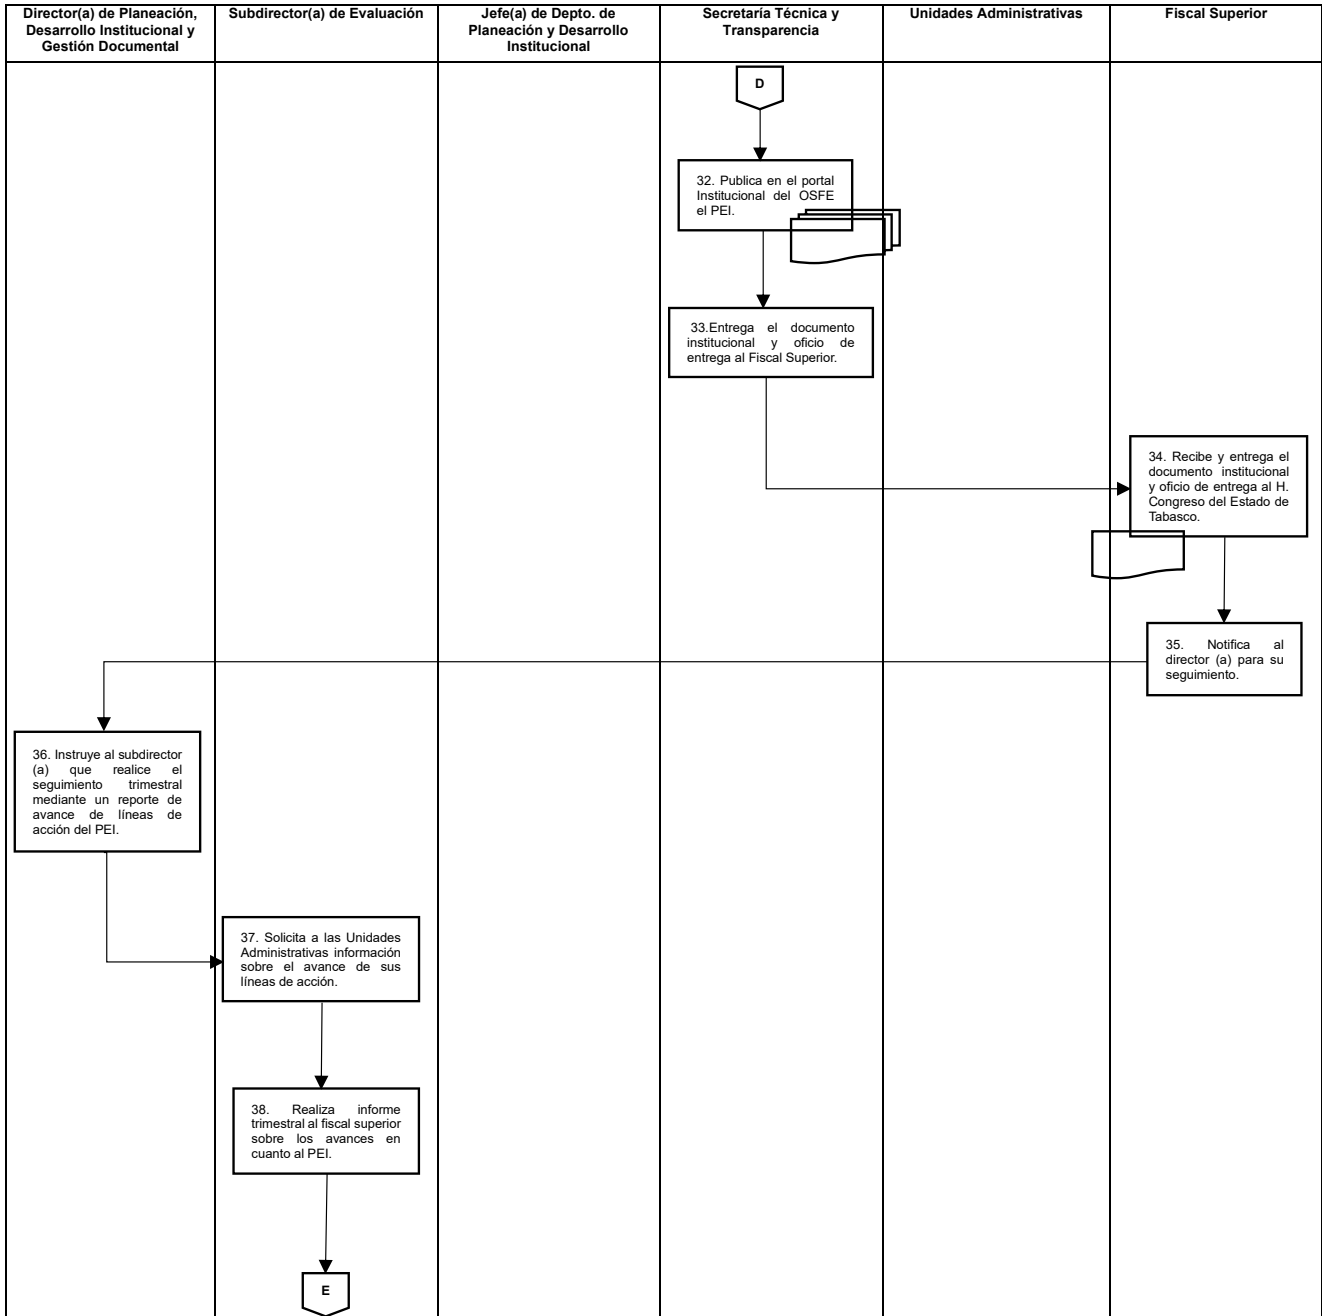 Director(a) de Planeación,
Desarrollo Institucional y
Gestión Documental
Subdirector(a) de Evaluación
Jefe(a) de Depto. de
Planeación y Desarrollo
Institucional
Secretaría Técnica y
Transparencia
Unidades Administrativas
Fiscal Superior
D
32. Publica en el portal
Institucional del OSFE
el PEI.
33.Entrega el documento
institucional y oficio de
entrega al Fiscal Superior.
34. Recibe y entrega el
documento institucional
y oficio de entrega al H.
Congreso del Estado de
Tabasco.
35. Notifica al
director (a) para su
seguimiento.
36. Instruye al subdirector
(a) que realice el
seguimiento trimestral
mediante un reporte de
avance de líneas de
acción del PEI.
37. Solicita a las Unidades
Administrativas información
sobre el avance de sus
líneas de acción.
38. Realiza informe
trimestral al fiscal superior
sobre los avances en
cuanto al PEI.
E